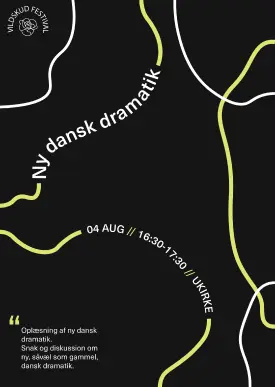 VILDSKUD FESTIVAL
Ny dansk dramatik
04 AUG // 16:30-17:30 // UKIRKE
“
Oplæsning af ny dansk
dramatik.
Snak og diskussion om
ny, såvel som gammel,
dansk dramatik.